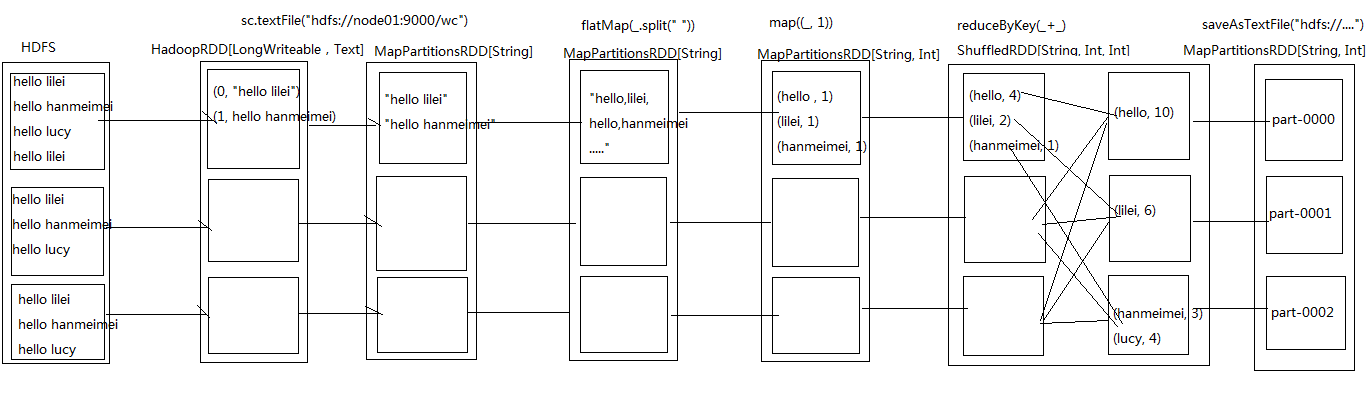 sc.textFile("hdfs://node01:9000/wc")
flatMap(_.split(" "))
map((_, 1))
reduceByKey(_+_)
saveAsTextFile("hdfs://....")
HDFS
HadoopRDD[LongWriteable , Text]
MapPartitionsRDD[String]
MapPartitionsRDD[String]
MapPartitionsRDD[String, Int]
ShuffledRDD[String, Int, Int]
MapPartitionsRDD[String, Int]
hello lilei
hello hanmeimei
hello lucy
hello lilei
hello lilei
hello hanmeimei
hello lucy
hello lilei
hello hanmeimei
hello lucy
(0, "hello lilei")
(1, hello hanmeimei)
"hello lilei"
"hello hanmeimei"
"hello,lilei,
hello,hanmeimei
....."
(hello , 1)
(lilei, 1)
(hanmeimei, 1)
(hello, 4)
(lilei, 2)
(hanmeimei, 1)
(hello, 10)
(lilei, 6)
(hanmeimei, 3)
(lucy, 4)
part-0000
part-0001
part-0002